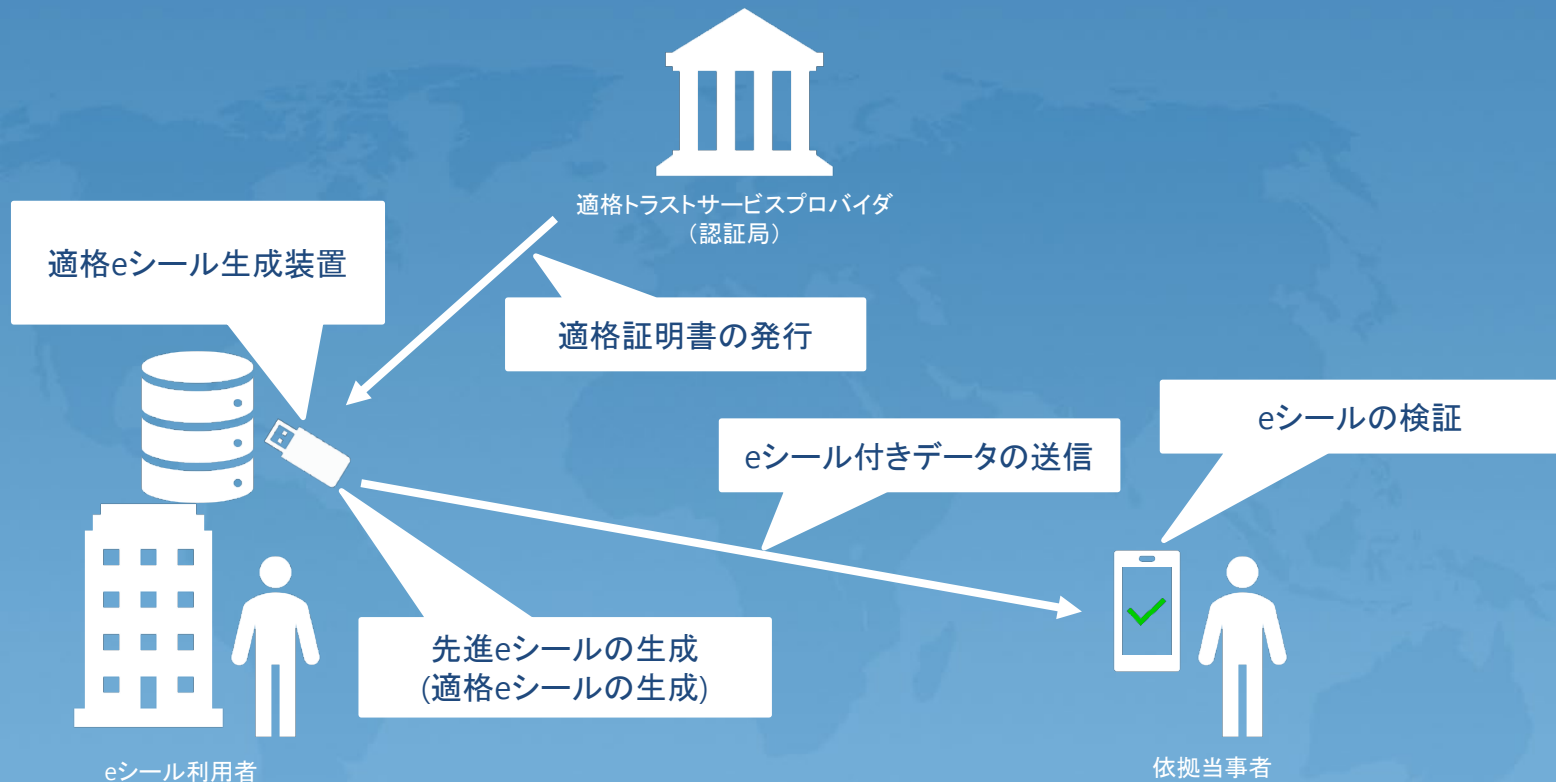 適格トラストサービスプロバイダ
（認証局）
適格eシール生成装置
適格証明書の発行
eシールの検証
eシール付きデータの送信
先進eシールの生成
(適格eシールの生成)
eシール利用者
依拠当事者